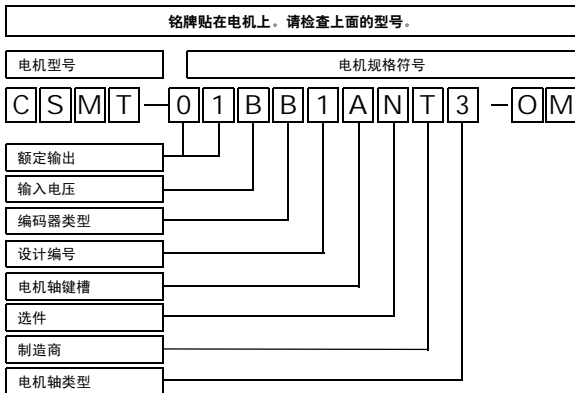 铭牌贴在电机上。请检查上面的型号。
电机型号 电机规格符号
CSMT-01BB1ANT3-OM
额定输出
输入电压
编码器类型
设计编号
电机轴键槽
选件
制造商
电机轴类型